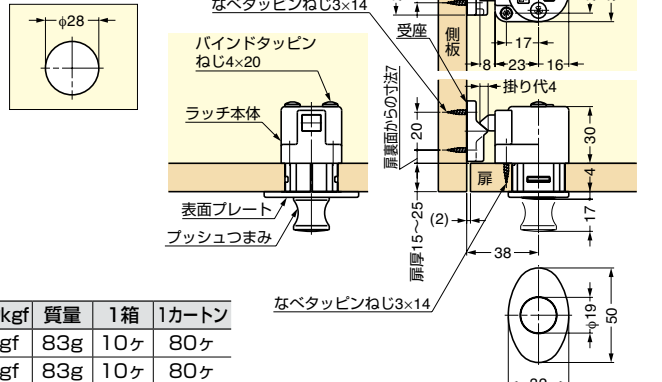 φ28
なべタッピンねじ3×14
受座
側板
17
8
23
16
掛り代4
バインドタッピン
ねじ4×20
ラッチ本体
扉裏面からの寸法7
20
30
扉
4
表面プレート
プッシュつまみ
扉厚15〜25
(2)
17
38
なべタッピンねじ3×14
φ19
50
kgf 質量 1箱 1カートン
gf 83g 10ヶ 80ヶ
gf 83g 10ヶ 80ヶ